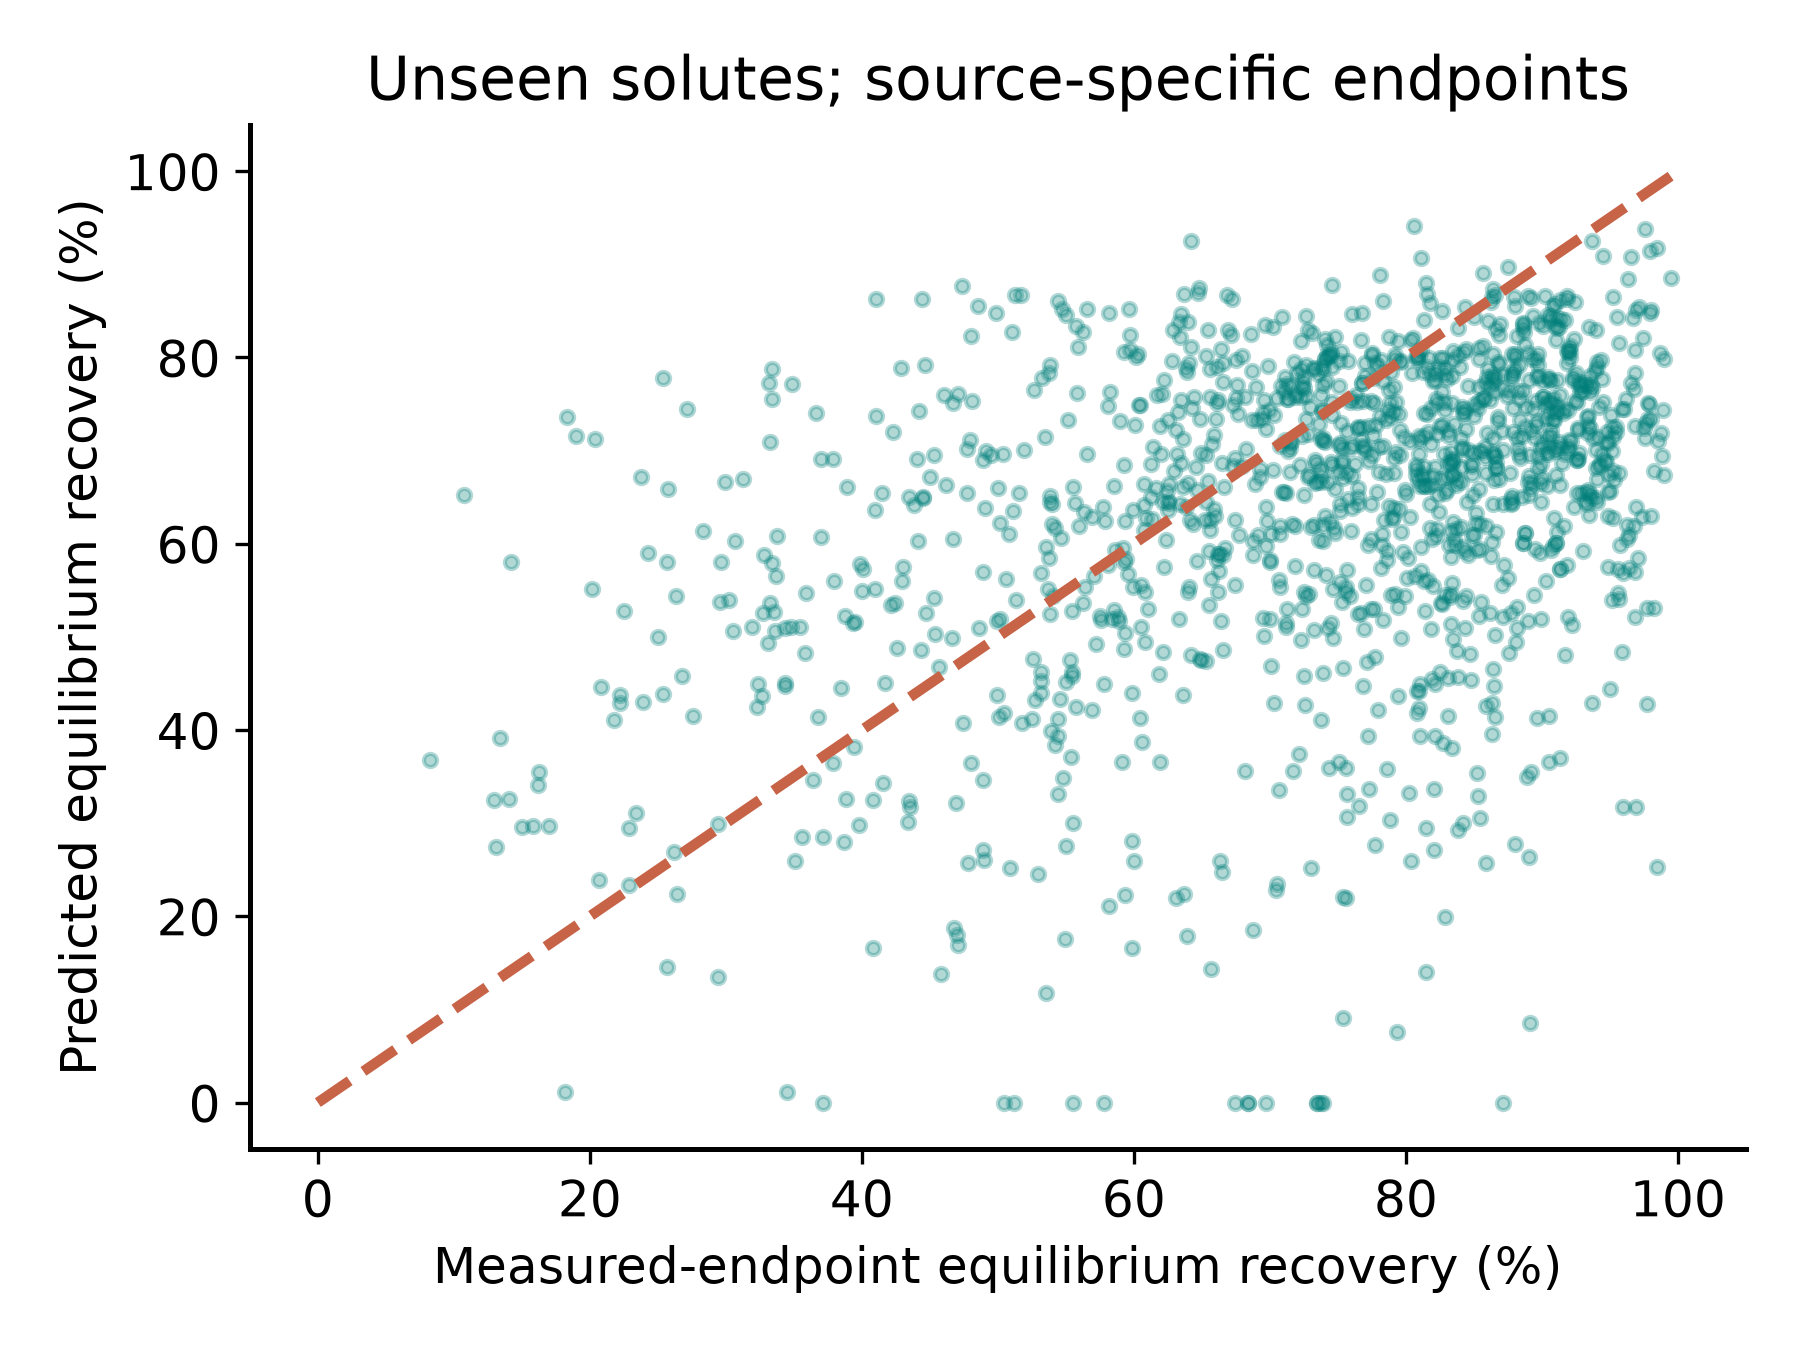 Unseen solutes; source-specific endpoints
Predicted equilibrium recovery (%)
100
80
60
40
20
0
0 20 40 60 80 100
Measured-endpoint equilibrium recovery (%)